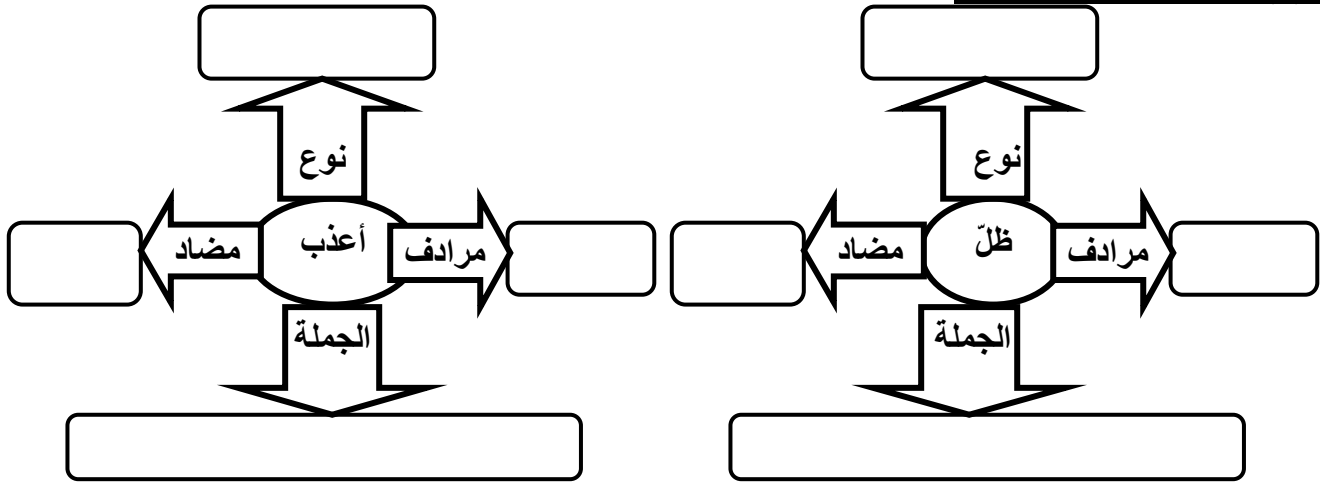 نوع
نوع
مرادف
ظلّ
مضاد
مرادف
أعذب
مضاد
الجملة
الجملة